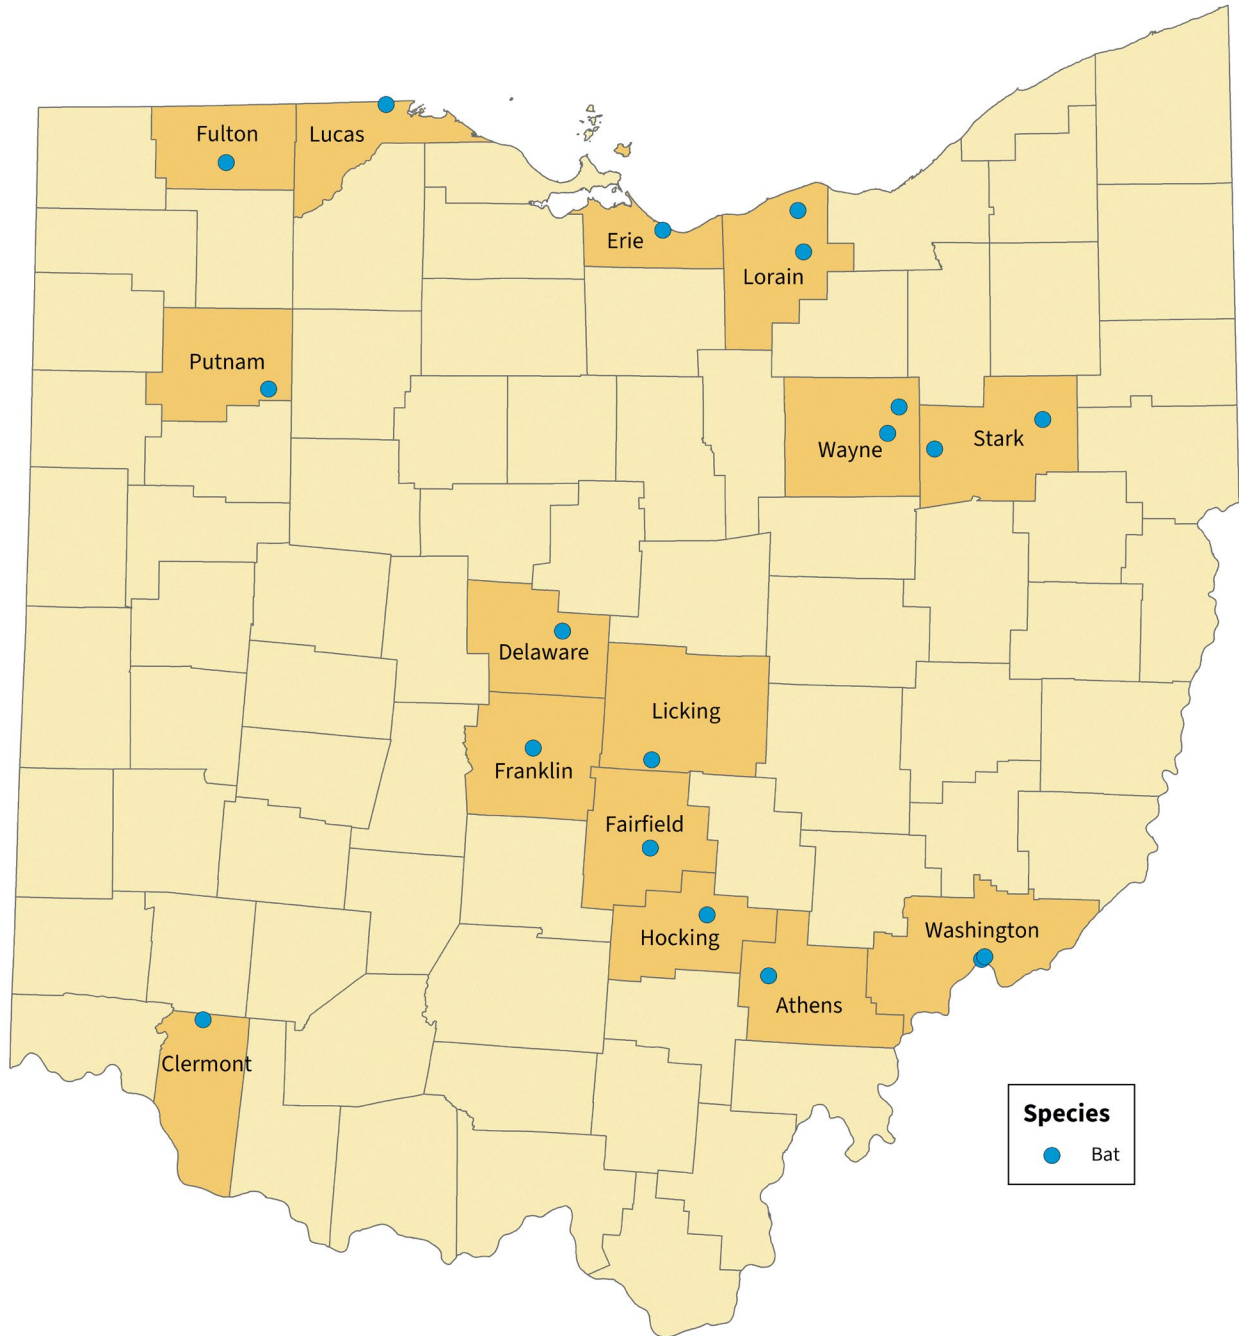 Fulton
Lucas
Erie
Lorain
Putnam
Wayne
Stark
Delaware
Licking
Franklin
Fairfield
Hocking
Washington
Athens
Clermont
Species
Bat